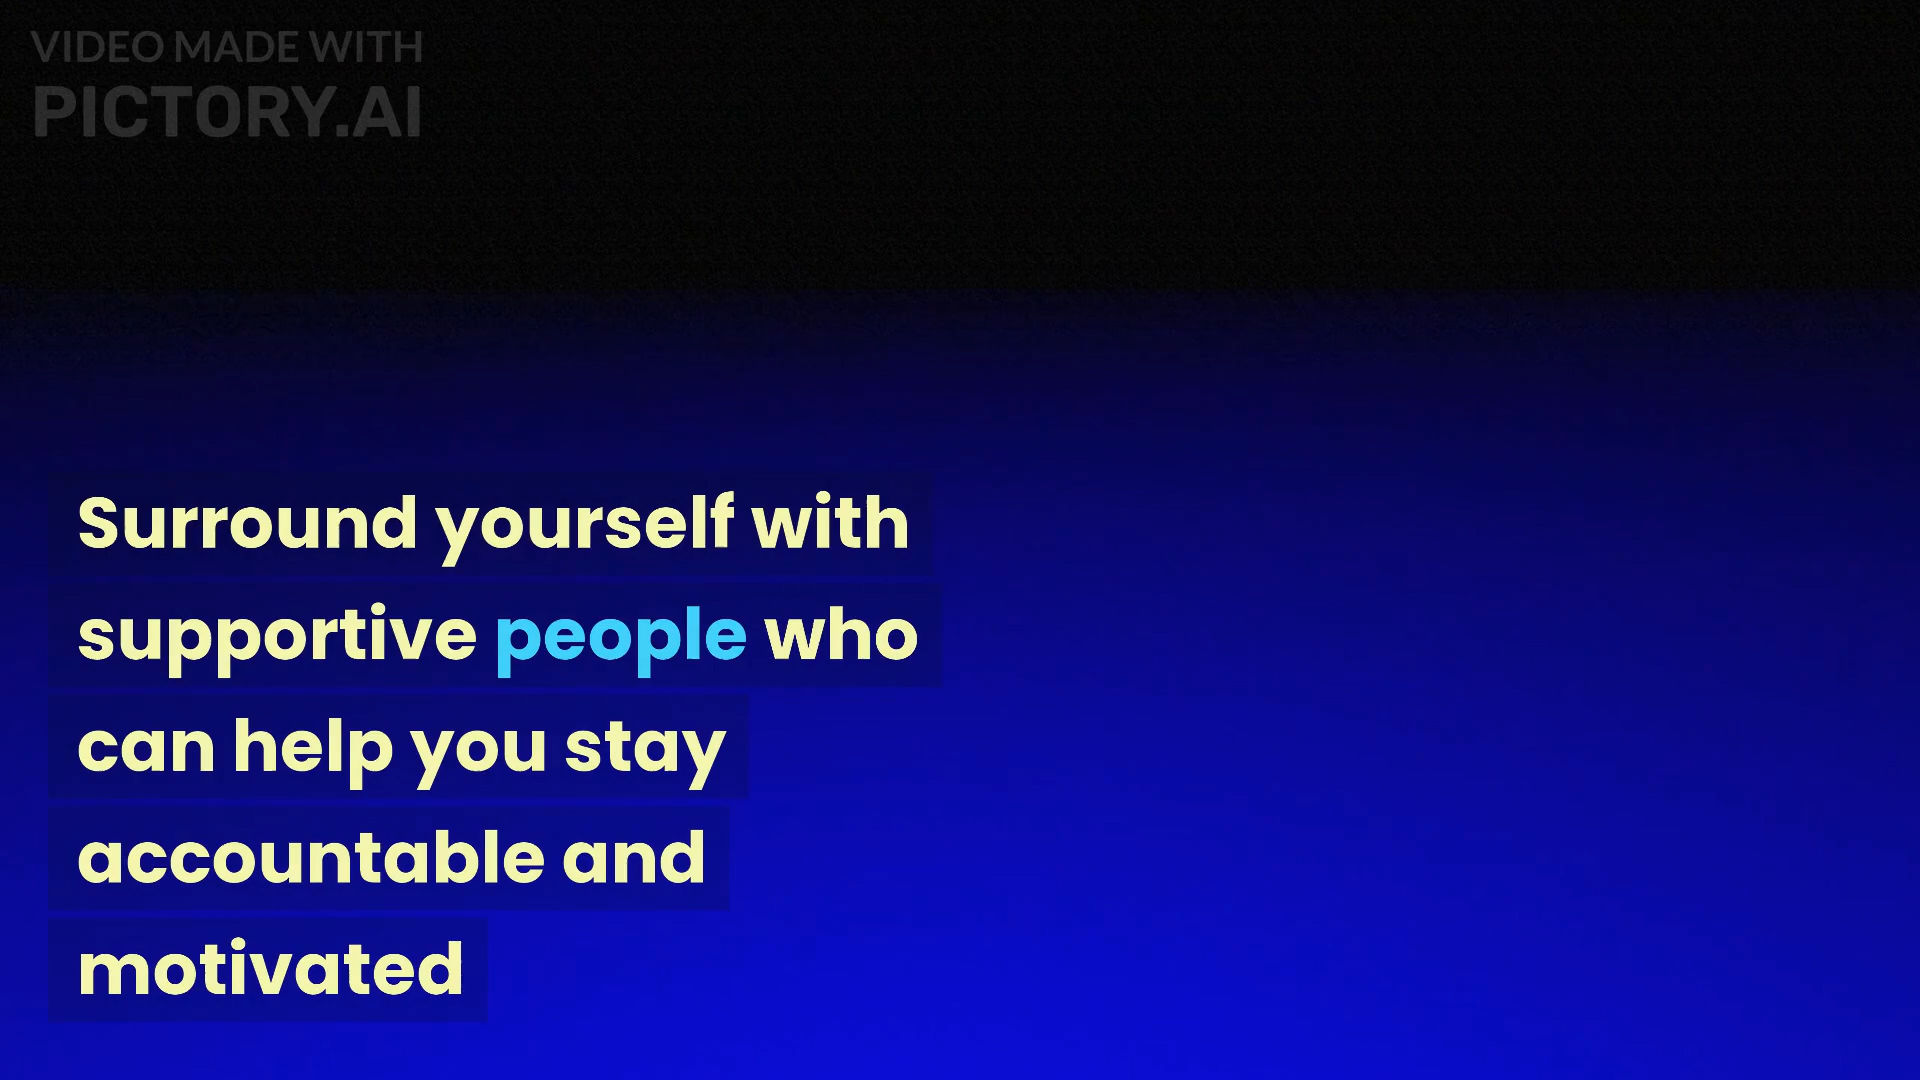 VIDEO MADE WITH
PICTORY.AI
Surround yourself with
supportive people who
can help you stay
accountable and
motivated